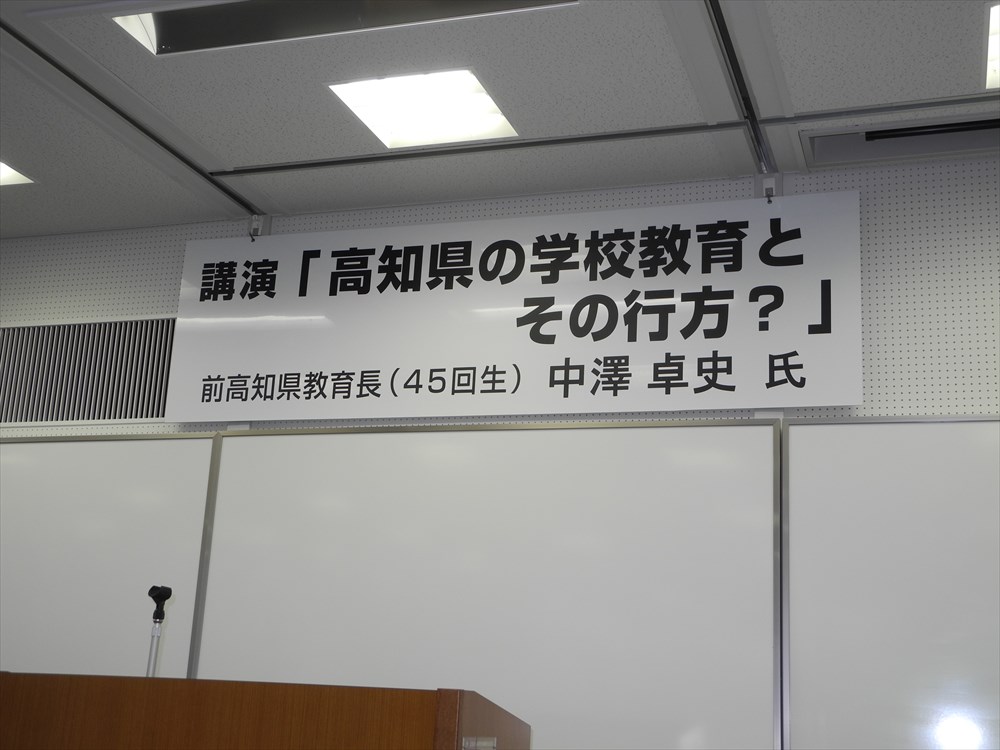 講演「高知県の学校教育と
その行方？」
前高知県教育長（45回生） 中澤 卓史 氏